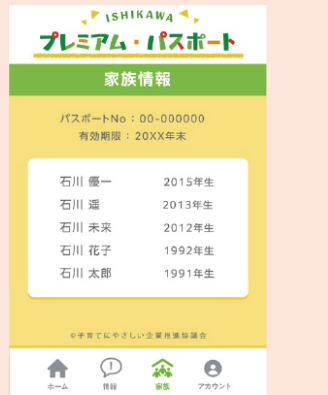 ISHIKAWA
プレミアム・パスポート
家族情報
パスポートNo：00-000000
有効期限：20XX年末
石川 優一 2015年生
石川 遥 2013年生
石川 未来 2012年生
石川 花子 1992年生
石川 太郎 1991年生
©子育てにやさしい企業推進協議会
ホーム 情報 家族 アカウント